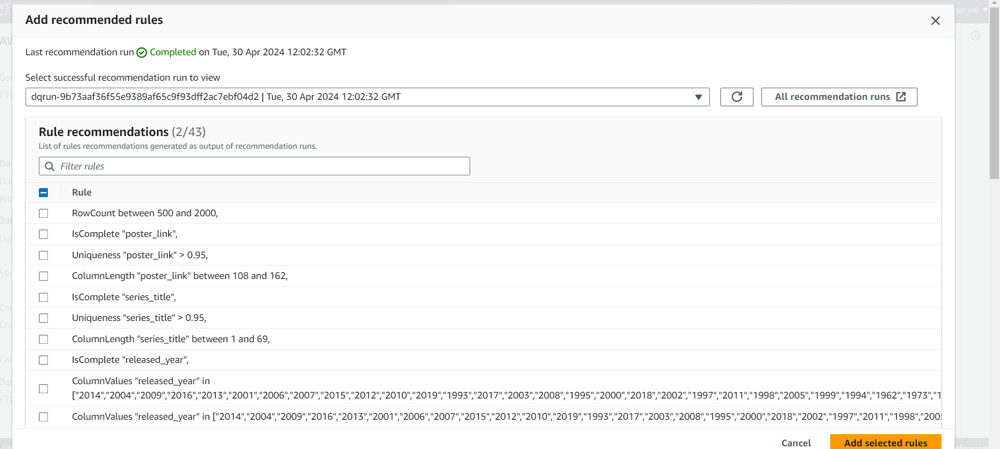 Add recommended rules
Last recommendation run Completed on Tue, 30 Apr 2024 12:02:32 GMT
Select successful recommendation run to view
dqrun-9b73aaf36f55e9389af65c9f93dff2ac7ebf04d2 | Tue, 30 Apr 2024 12:02:32 GMT
All recommendation runs
Rule recommendations (2/43)
List of rules recommendations generated as output of recommendation runs.
Filter rules
Rule
RowCount between 500 and 2000,
IsComplete "poster_link",
Uniqueness "poster_link" > 0.95,
ColumnLength "poster_link" between 108 and 162,
IsComplete "series_title",
Uniqueness "series_title" > 0.95,
ColumnLength "series_title" between 1 and 69,
IsComplete "released_year",
ColumnValues "released_year" in
["2014","2004","2009","2016","2013","2001","2006","2007","2015","2012","2010","2019","1993","2017","2003","2008","1995","2000","2018","2002","1997","2011","1998","2005","1999","1994","1962","1973","1
ColumnValues "released_year" in ["2014","2004","2009","2016","2013","2001","2006","2007","2015","2012","2010","2019","1993","2017","2003","2008","1995","2000","2018","2002","1997","2011","1998","200
Cancel
Add selected rules